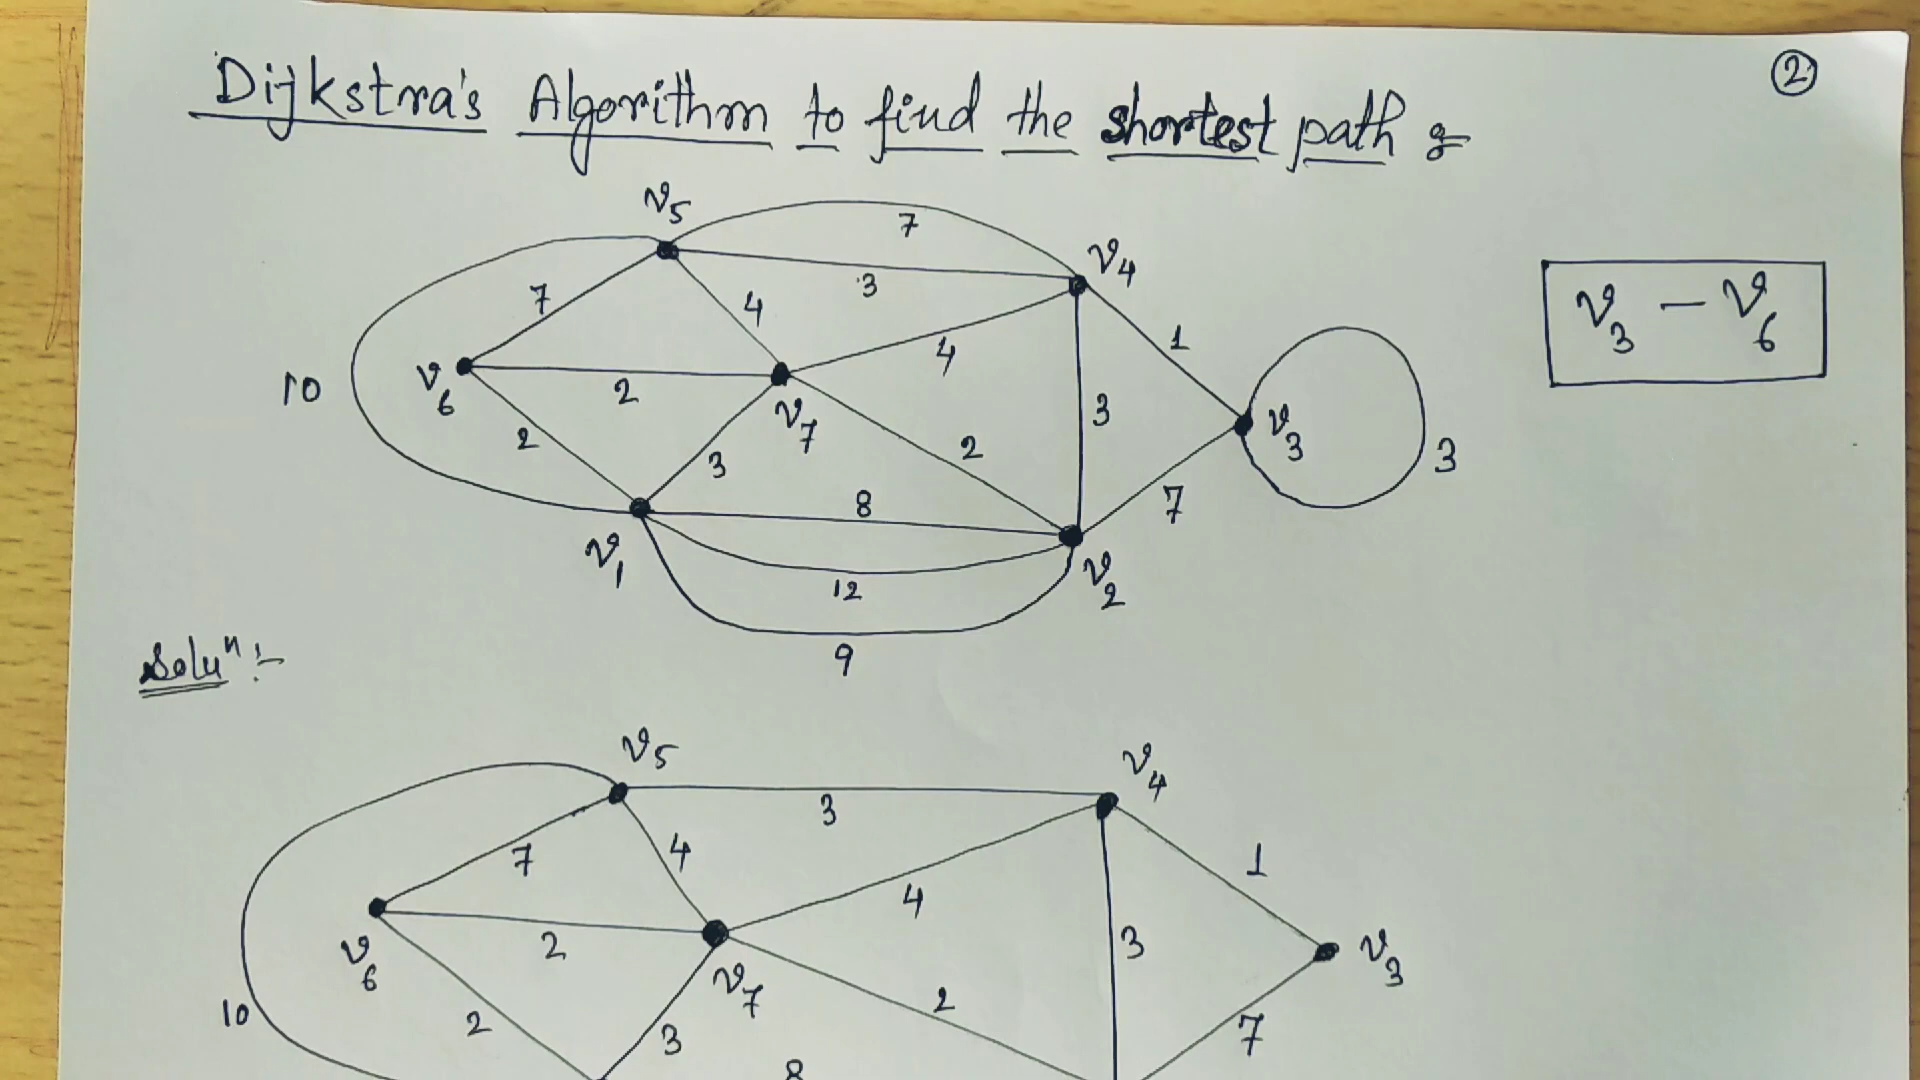 ②
Dijkstra's Algorithm to find the shortest path :-
v5
7
v4
3
7
4
1
v3 - v6
4
10
v6
2
v7
3
v3
3
2
2
3
8
7
v1
12
v2
9
Soluⁿ :-
v5
v4
3
7
4
1
4
v6
2
v7
3
v3
10
2
3
2
7
8